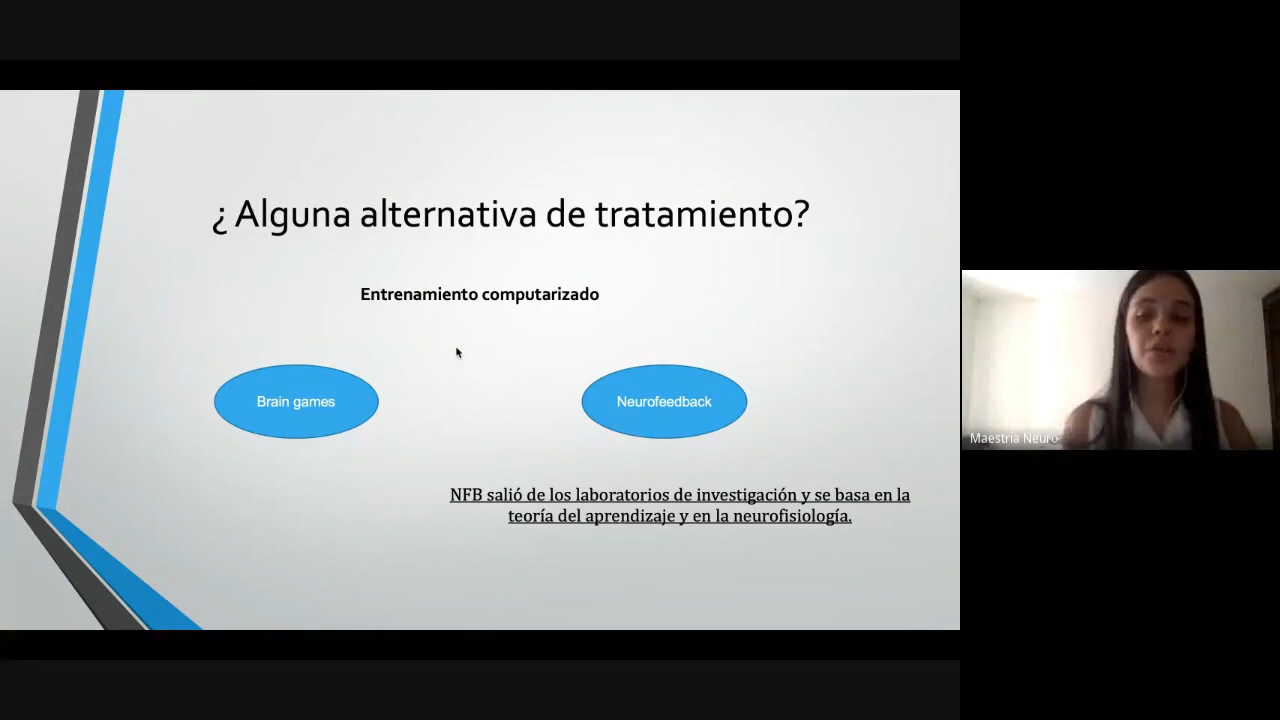 ¿ Alguna alternativa de tratamiento?
Entrenamiento computarizado
Brain games
Neurofeedback
NFB salió de los laboratorios de investigación y se basa en la
teoría del aprendizaje y en la neurofisiología.
Maestria Neuro